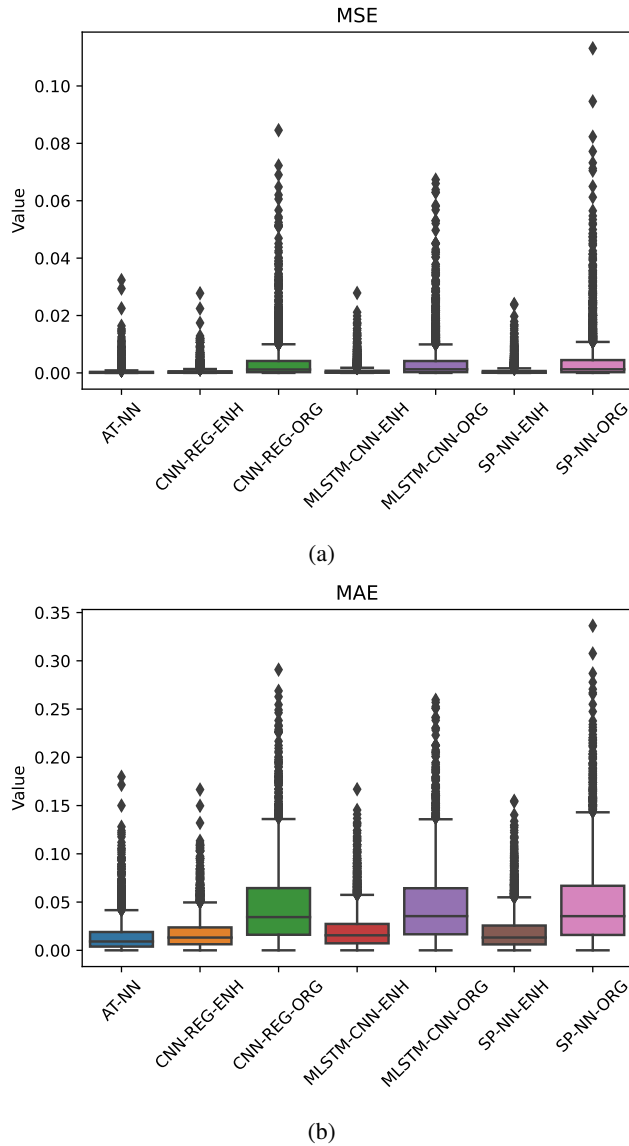 MSE
0.10
0.08
0.06
0.04
0.02
0.00
Value
AT-NN
CNN-REG-ENH
CNN-REG-ORG
MLSTM-CNN-ENH
MLSTM-CNN-ORG
SP-NN-ENH
SP-NN-ORG
(a)
MAE
0.35
0.30
0.25
0.20
0.15
0.10
0.05
0.00
Value
AT-NN
CNN-REG-ENH
CNN-REG-ORG
MLSTM-CNN-ENH
MLSTM-CNN-ORG
SP-NN-ENH
SP-NN-ORG
(b)